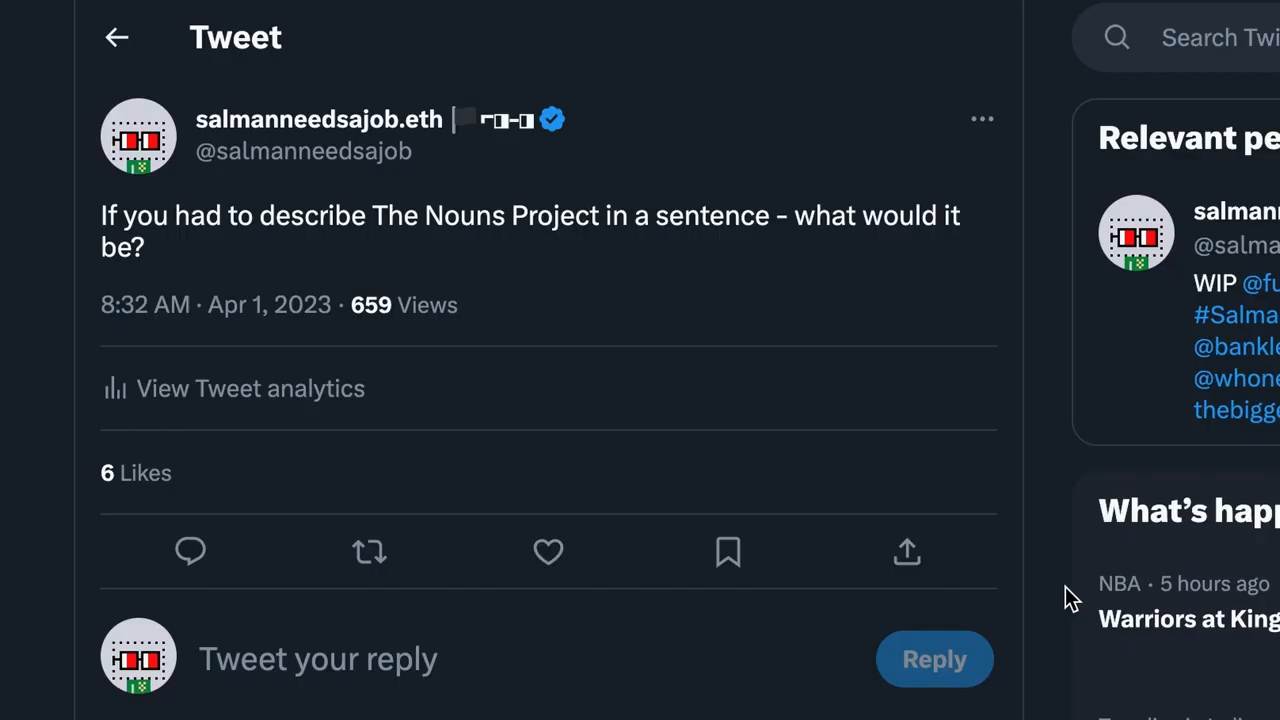 Tweet
Search Twi
salmanneedsajob.eth
@salmanneedsajob
If you had to describe The Nouns Project in a sentence - what would it
be?
8:32 AM · Apr 1, 2023 · 659 Views
View Tweet analytics
6 Likes
Tweet your reply
Reply
Relevant pe
salmanr
@salma
WIP @fu
#Salma
@bankle
@whone
thebigge
What's happ
NBA · 5 hours ago
Warriors at King